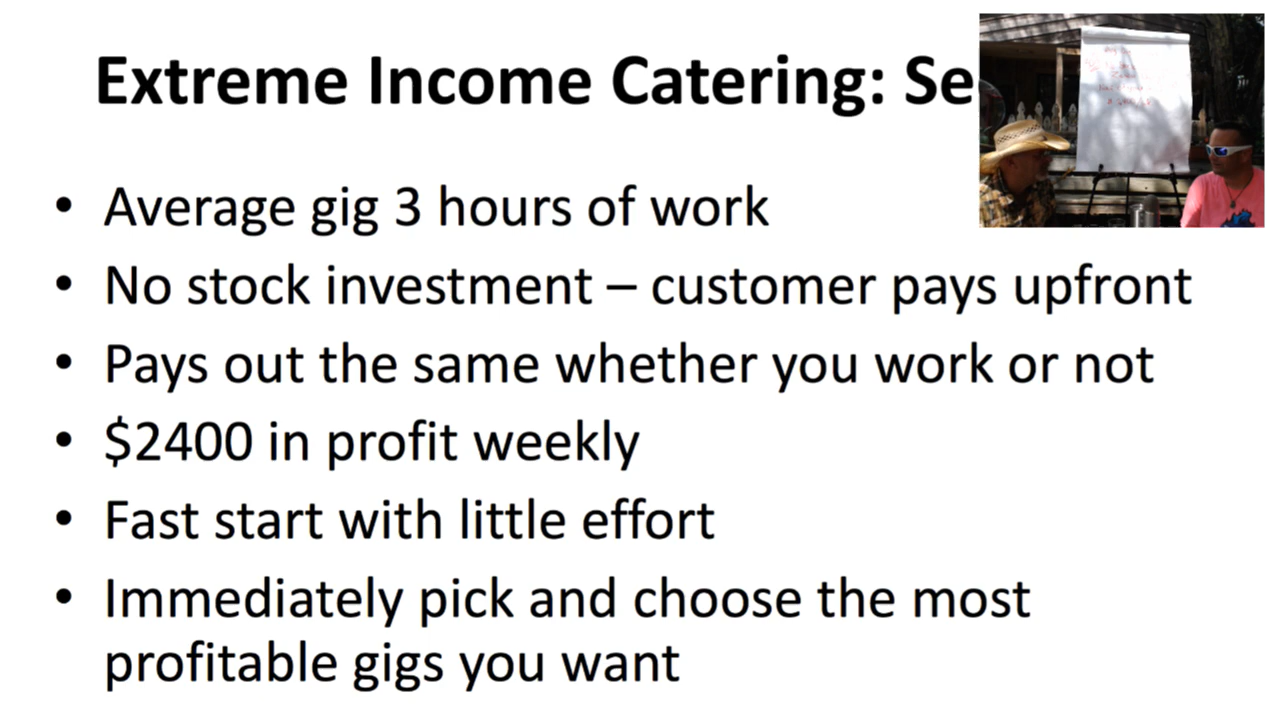 Extreme Income Catering: Se
• Average gig 3 hours of work
• No stock investment – customer pays upfront
• Pays out the same whether you work or not
• $2400 in profit weekly
• Fast start with little effort
• Immediately pick and choose the most
profitable gigs you want